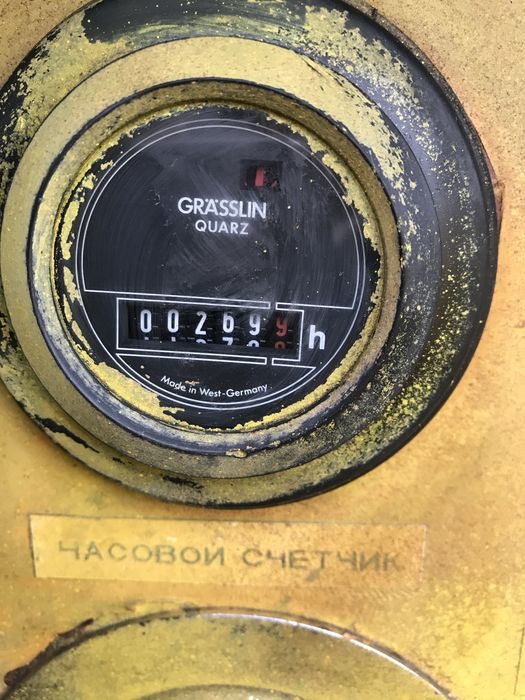 GRÄSSLIN
QUARZ
002699 h
Made in West-Germany
ЧАСОВОЙ СЧЕТЧИК